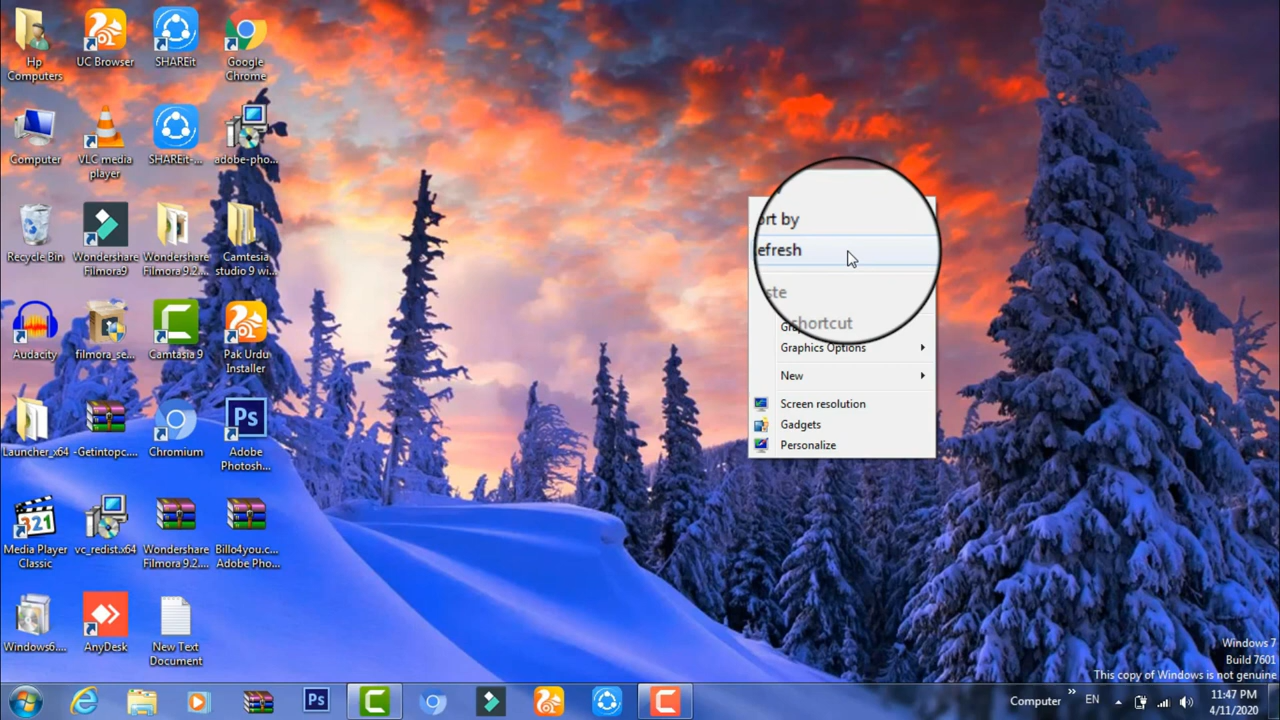 Hp
Computers
UC Browser
SHAREit
Google
Chrome
Computer
VLC media
player
SHAREit-...
adobe-pho...
Recycle Bin
Wondershare
Filmora9
Wondershare
Filmora 9.2....
Camtesia
studio 9 wi...
Audacity
filmora_se...
Camtasia 9
Pak Urdu
Installer
Launcher_x64
-Getintopc....
Chromium
Ps
Adobe
Photosh...
321
Media Player
Classic
vc_redist.x64
Wondershare
Filmora 9.2....
Billo4you.c...
Adobe Pho...
Windows6....
AnyDesk
New Text
Document
ort by
efresh
ste
shortcut
Graphics Options
New
Screen resolution
Gadgets
Personalize
Windows 7
Build 7601
This copy of Windows is not genuine
Ps
Computer
EN
11:47 PM
4/11/2020